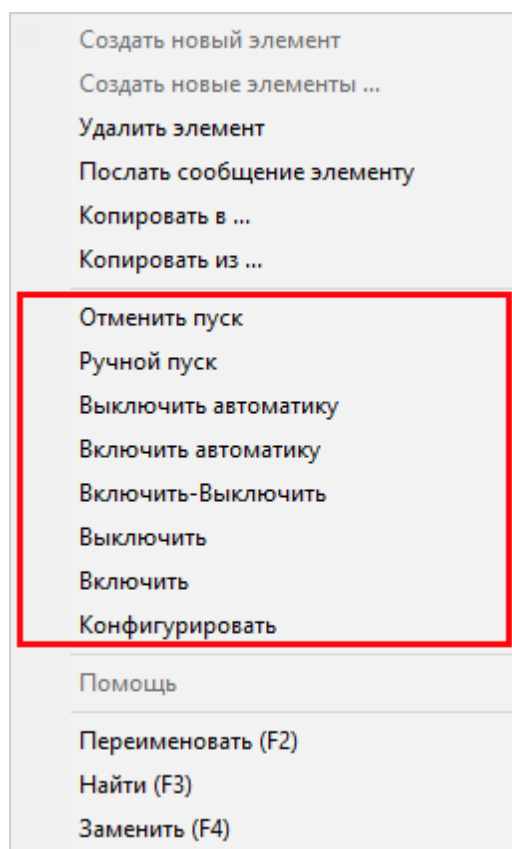 Создать новый элемент
Создать новые элементы ...
Удалить элемент
Послать сообщение элементу
Копировать в ...
Копировать из ...
Отменить пуск
Ручной пуск
Выключить автоматику
Включить автоматику
Включить-Выключить
Выключить
Включить
Конфигурировать
Помощь
Переименовать (F2)
Найти (F3)
Заменить (F4)